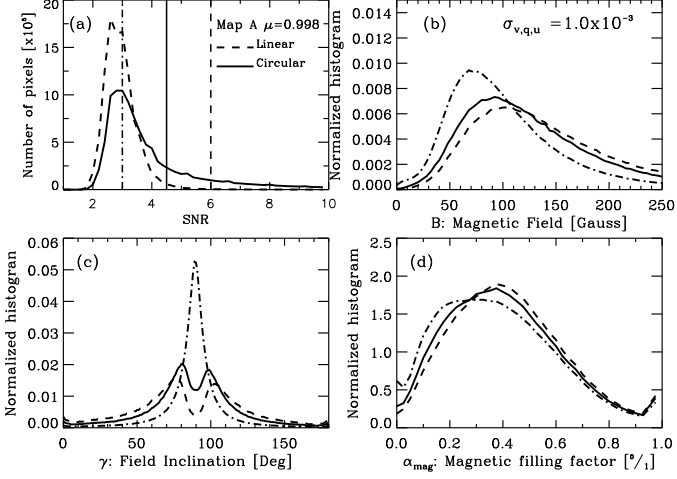 (a)
Map A μ=0.998
Linear
Circular
Number of pixels [x10⁶]
20
15
10
5
0
2 4 6 8 10
SNR
(b)
σv,q,u =1.0x10⁻³
Normalized histogram
0.014
0.012
0.010
0.008
0.006
0.004
0.002
0.000
0 50 100 150 200 250
B: Magnetic Field [Gauss]
(c)
Normalized histogran
0.06
0.05
0.04
0.03
0.02
0.01
0.00
0 50 100 150
γ: Field Inclination [Deg]
(d)
Normalized histogram
2.5
2.0
1.5
1.0
0.5
0.0
0.0 0.2 0.4 0.6 0.8 1.0
αmag: Magnetic filling factor [⁰/₁]